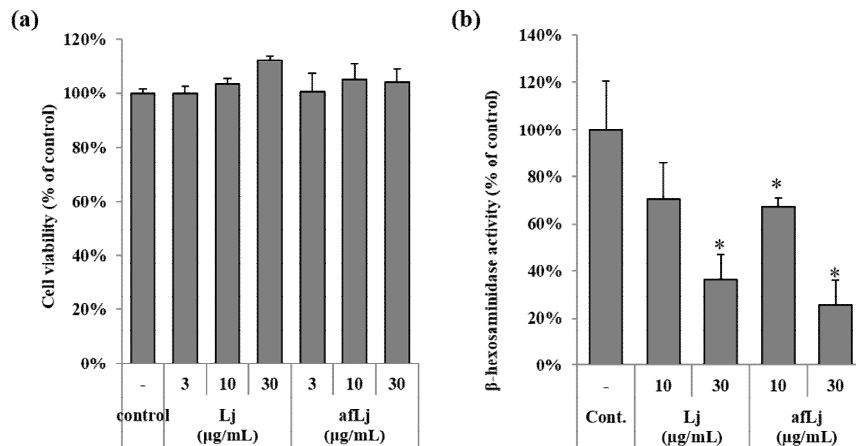 (a)
Cell viability (% of control)
120%
100%
80%
60%
40%
20%
0%
- 3 10 30 3 10 30
control Lj afLj
(μg/mL) (μg/mL)
(b)
β-hexosaminidase activity (% of control)
140%
120%
100%
80%
60%
40%
20%
0%
* * *
- 10 30 10 30
Cont. Lj afLj
(μg/mL) (μg/mL)